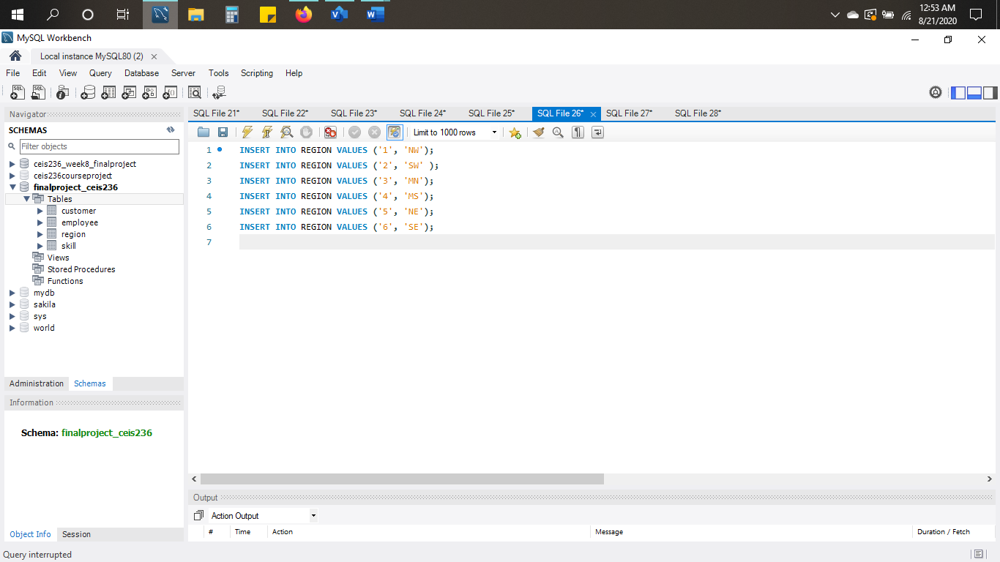 12:53 AM
8/21/2020
MySQL Workbench
Local instance MySQL80 (2)
File Edit View Query Database Server Tools Scripting Help
Navigator
SCHEMAS
Filter objects
ceis236_week8_finalproject
ceis236courseproject
finalproject_ceis236
Tables
customer
employee
region
skill
Views
Stored Procedures
Functions
mydb
sakila
sys
world
Administration Schemas
Information
Schema: finalproject_ceis236
Object Info Session
SQL File 21* SQL File 22* SQL File 23* SQL File 24* SQL File 25* SQL File 26* SQL File 27* SQL File 28*
Limit to 1000 rows
1 INSERT INTO REGION VALUES ('1', 'NW');
2 INSERT INTO REGION VALUES ('2', 'SW' );
3 INSERT INTO REGION VALUES ('3', 'MN');
4 INSERT INTO REGION VALUES ('4', 'MS');
5 INSERT INTO REGION VALUES ('5', 'NE');
6 INSERT INTO REGION VALUES ('6', 'SE');
7
Output
Action Output
# Time Action Message Duration / Fetch
Query interrupted